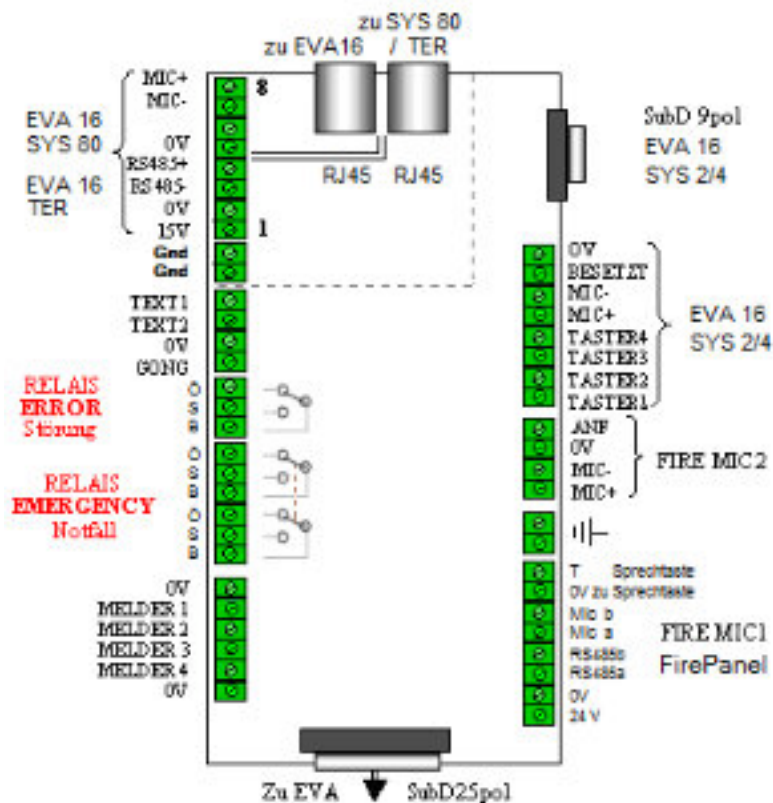 zu SYS 80
zu EVA16 / TER
MIC+
MIC-
0V
RS485+
RS485-
0V
15V
Gnd
Gnd
8
1
EVA 16
SYS 80
EVA 16
TER
RJ45 RJ45
SubD 9pol
EVA 16
SYS 2/4
TEXT1
TEXT2
0V
GONG
RELAIS
ERROR
Störung
O
S
B
RELAIS
EMERGENCY
Notfall
O
S
B
O
S
B
0V
MELDER 1
MELDER 2
MELDER 3
MELDER 4
0V
0V
BESETZT
MIC-
MIC+
TASTER4
TASTER3
TASTER2
TASTER1
EVA 16
SYS 2/4
ANF
0V
MIC-
MIC+
FIRE MIC2
T Sprechtaste
0V zu Sprechtaste
Mic b
Mic a
RS485b
RS485a
0V
24 V
FIRE MIC1
FirePanel
Zu EVA SubD25pol